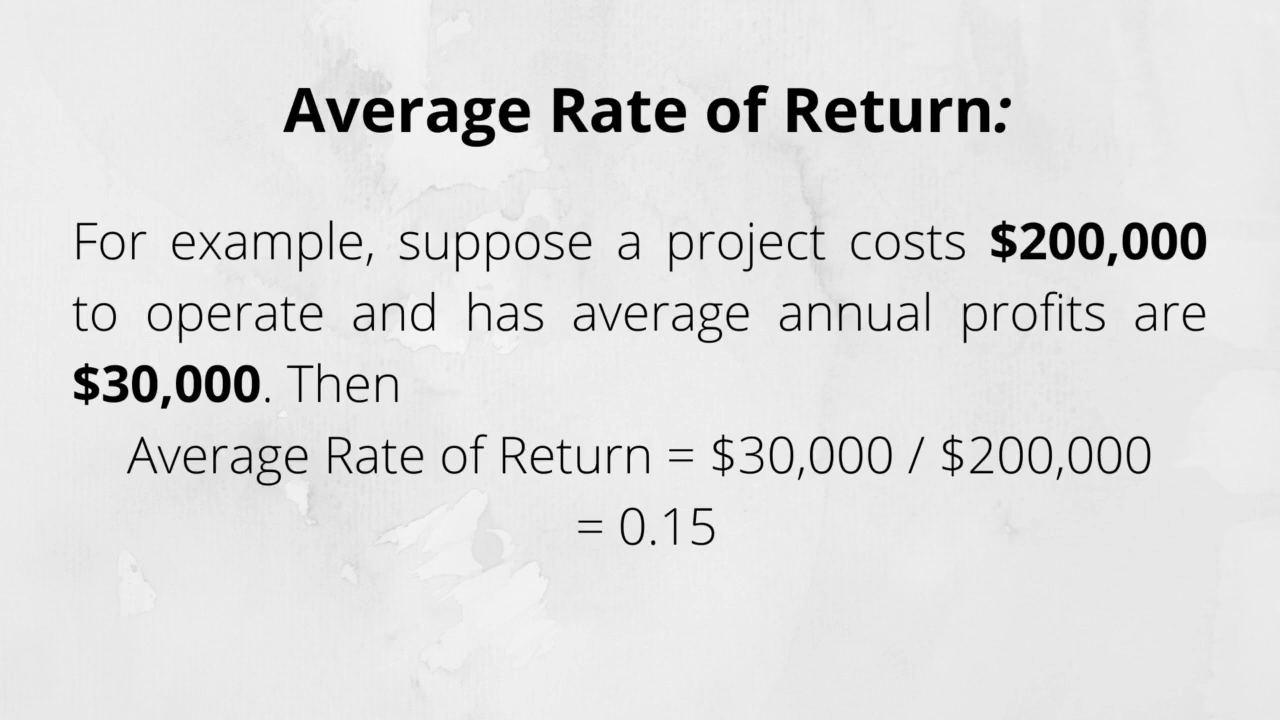 Average Rate of Return:
For example, suppose a project costs $200,000
to operate and has average annual profits are
$30,000. Then
Average Rate of Return = $30,000 / $200,000
= 0.15